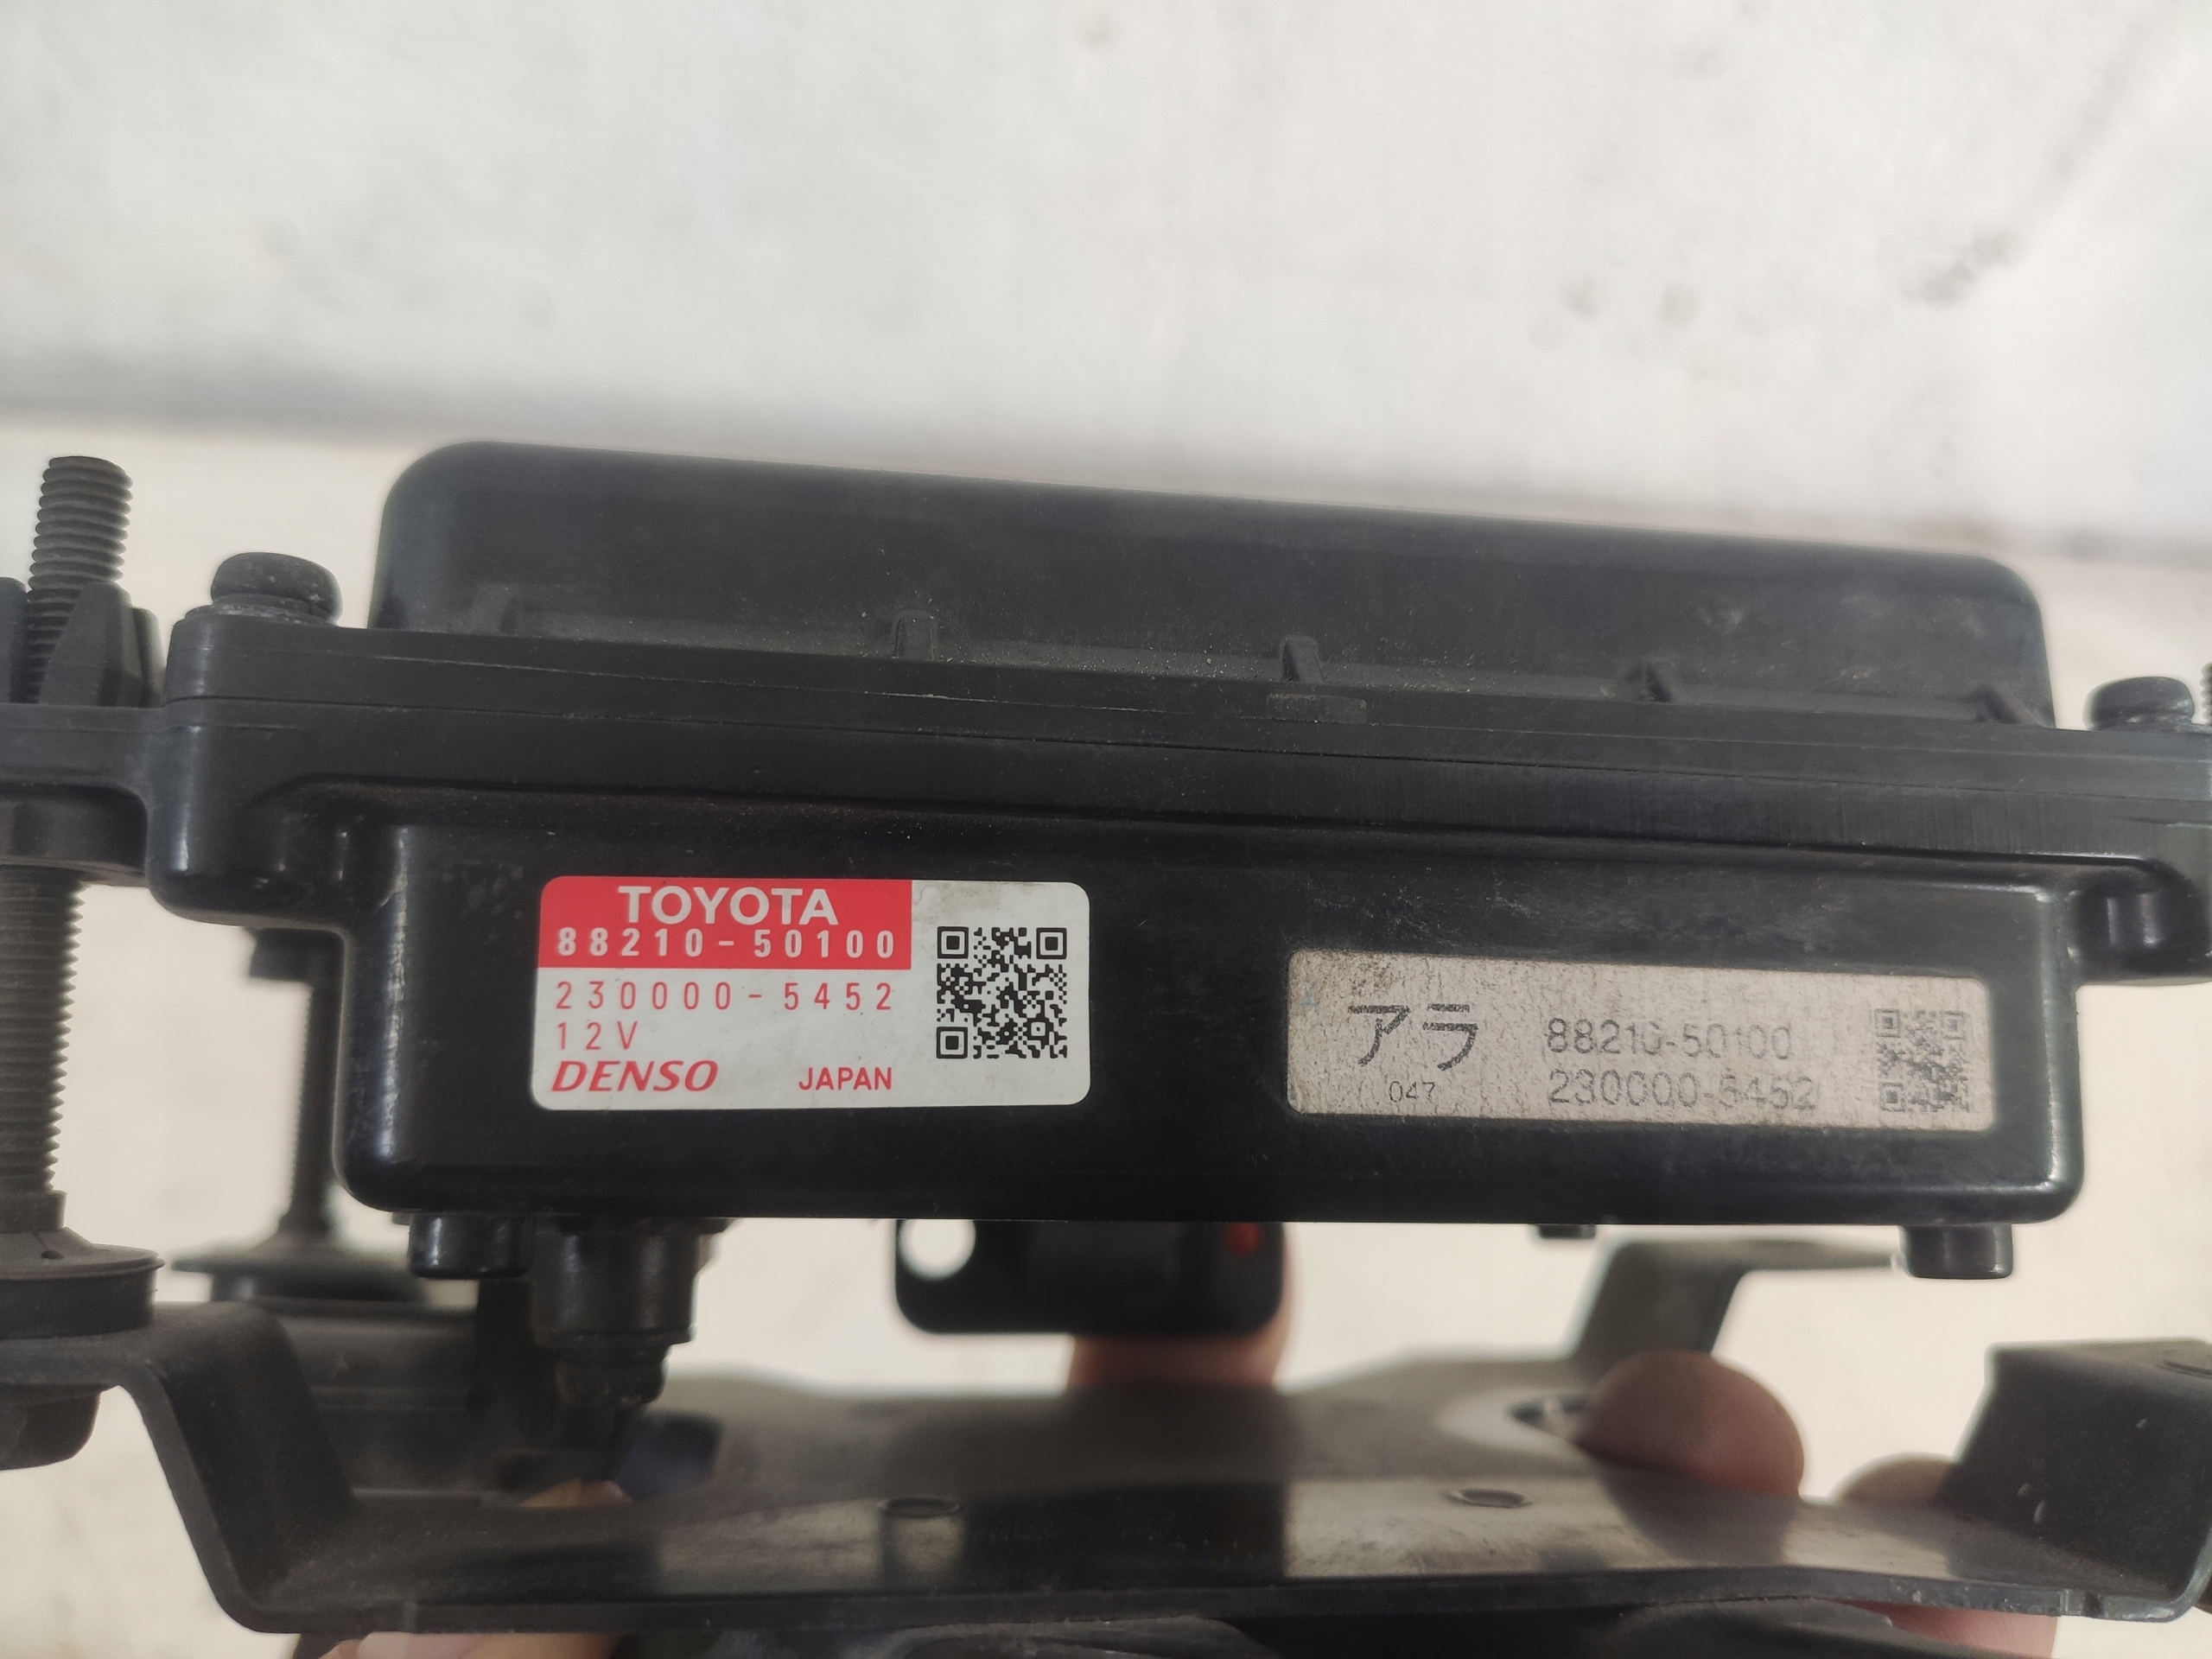 TOYOTA
88210-50100
230000-5452
12V
DENSO JAPAN
アラ 88210-50100
047 230000-5452